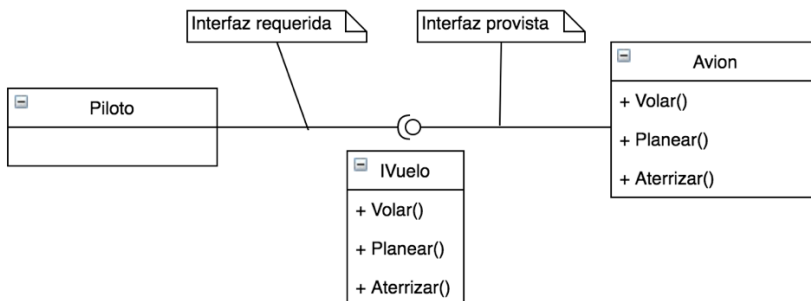 Interfaz requerida
Interfaz provista
Piloto
Avion
+ Volar()
+ Planear()
+ Aterrizar()
IVuelo
+ Volar()
+ Planear()
+ Aterrizar()